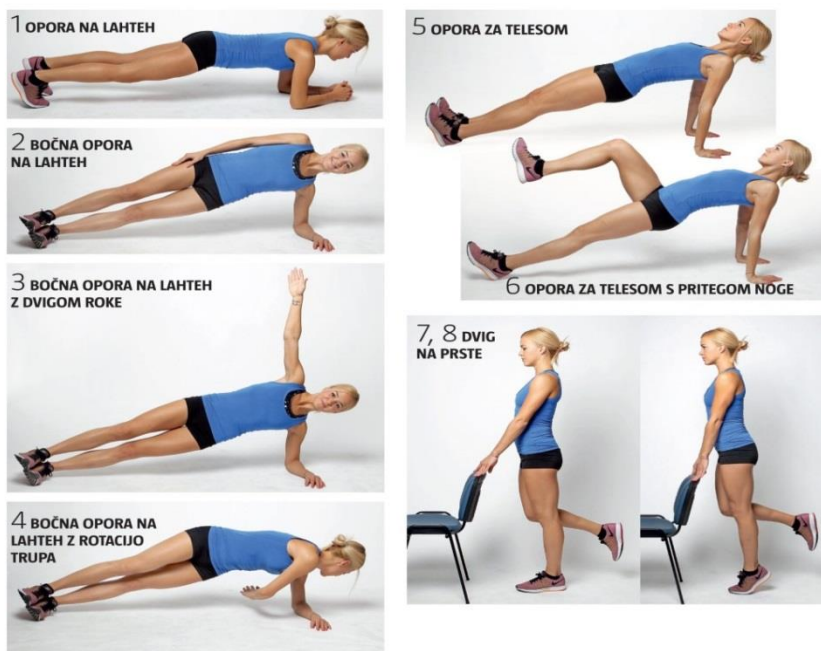 1 OPORA NA LAHTEH
2 BOČNA OPORA
NA LAHTEH
3 BOČNA OPORA NA LAHTEH
Z DVIGOM ROKE
4 BOČNA OPORA NA
LAHTEH Z ROTACIJO
TRUPA
5 OPORA ZA TELESOM
6 OPORA ZA TELESOM S PRITEGOM NOGE
7, 8 DVIG
NA PRSTE